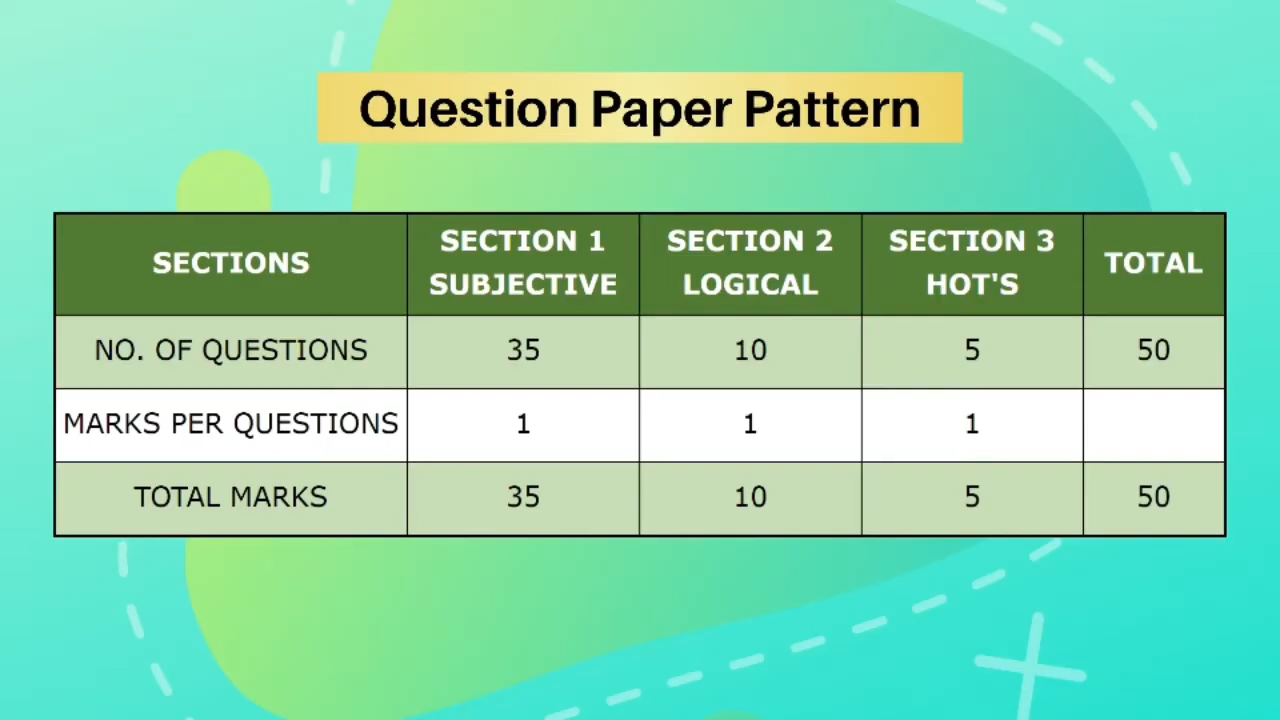 Question Paper Pattern
SECTIONS
SECTION 1
SUBJECTIVE
SECTION 2
LOGICAL
SECTION 3
HOT'S
TOTAL
NO. OF QUESTIONS 35 10 5 50
MARKS PER QUESTIONS 1 1 1
TOTAL MARKS 35 10 5 50